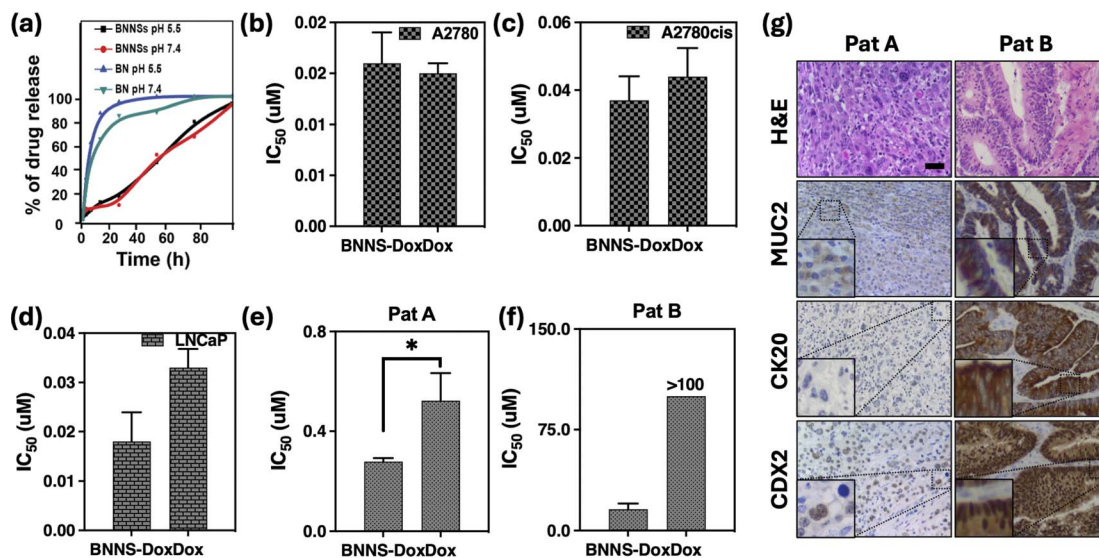 (a)
BNNSs pH 5.5
BNNSs pH 7.4
BN pH 5.5
BN pH 7.4
% of drug release
100
80
60
40
20
0
0 20 40 60 80
Time (h)
(b)
A2780
IC50 (uM)
0.02
0.02
0.01
0.01
0.00
BNNS-DoxDox
(c)
A2780cis
IC50 (uM)
0.06
0.04
0.02
0.00
BNNS-DoxDox
(d)
LNCaP
IC50 (uM)
0.04
0.03
0.02
0.01
0.00
BNNS-DoxDox
(e)
Pat A
*
IC50 (uM)
0.8
0.4
0.0
BNNS-DoxDox
(f)
Pat B
>100
IC50 (uM)
150.0
75.0
0.0
BNNS-DoxDox
(g)
Pat A Pat B
H&E
MUC2
CK20
CDX2